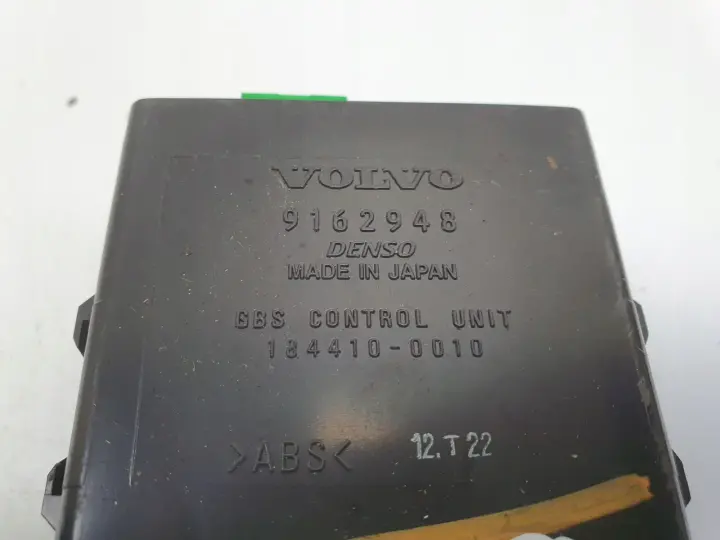 VOLVO
9162948
DENSO
MADE IN JAPAN
GBS CONTROL UNIT
184410-0010
>ABS< 12.T 22